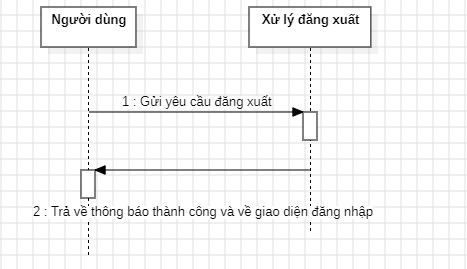 Người dùng
Xử lý đăng xuất
1 : Gửi yêu cầu đăng xuất
2 : Trả về thông báo thành công và về giao diện đăng nhập